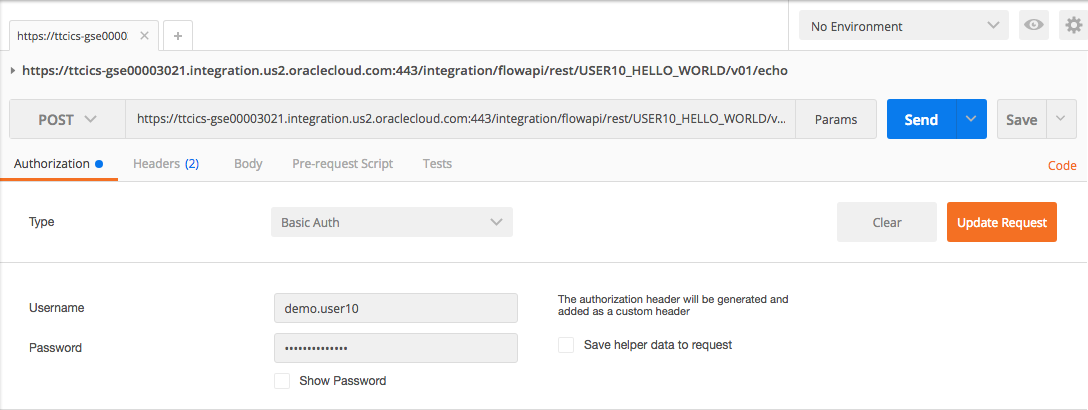 https://ttcics-gse0000:
No Environment
https://ttcics-gse00003021.integration.us2.oraclecloud.com:443/integration/flowapi/rest/USER10_HELLO_WORLD/v01/echo
POST https://ttcics-gse00003021.integration.us2.oraclecloud.com:443/integration/flowapi/rest/USER10_HELLO_WORLD/v... Params Send Save
Authorization Headers (2) Body Pre-request Script Tests Code
Type Basic Auth Clear Update Request
Username demo.user10 The authorization header will be generated and
added as a custom header
Password •••••••••••••• Save helper data to request
Show Password